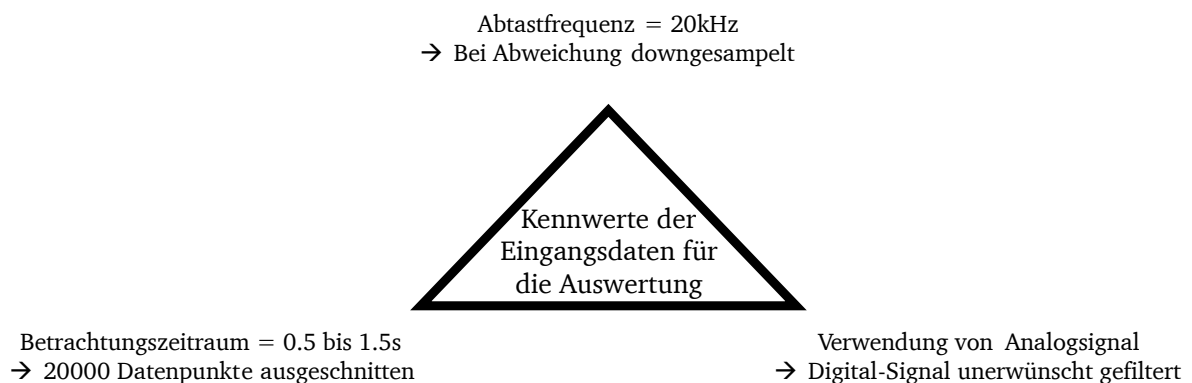 Abtastfrequenz = 20kHz
→ Bei Abweichung downgesampelt
Kennwerte der
Eingangsdaten für
die Auswertung
Betrachtungszeitraum = 0.5 bis 1.5s
→ 20000 Datenpunkte ausgeschnitten
Verwendung von Analogsignal
→ Digital-Signal unerwünscht gefiltert